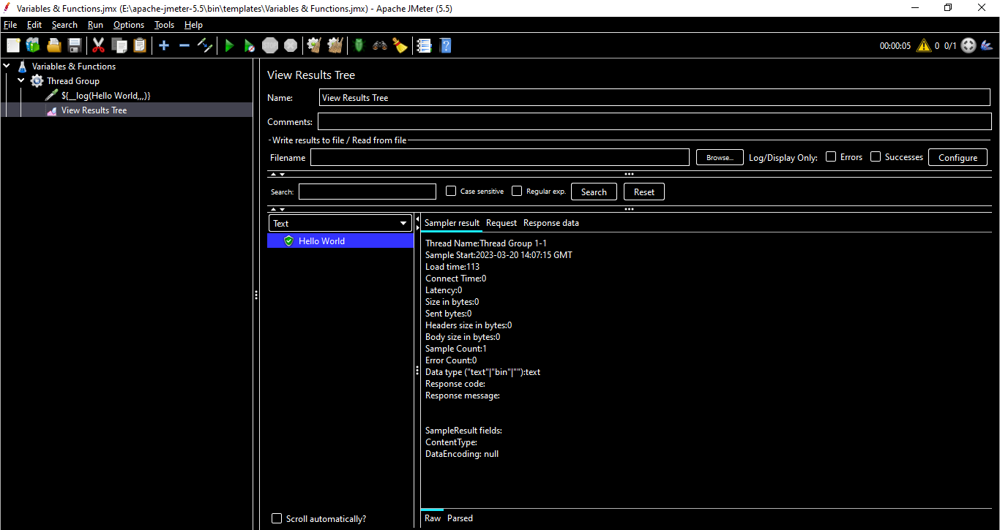 Variables & Functions.jmx (E:\apache-jmeter-5.5\bin\templates\Variables & Functions.jmx) - Apache JMeter (5.5)
File Edit Search Run Options Tools Help
STOP 00:00:05 0 0/1
Variables & Functions
Thread Group
${__log(Hello World,,,)}
View Results Tree
View Results Tree
Name: View Results Tree
Comments:
Write results to file / Read from file
Filename Browse... Log/Display Only: Errors Successes Configure
Search: Case sensitive Regular exp. Search Reset
Text
Hello World
Scroll automatically?
Sampler result Request Response data
Thread Name:Thread Group 1-1
Sample Start:2023-03-20 14:07:15 GMT
Load time:113
Connect Time:0
Latency:0
Size in bytes:0
Sent bytes:0
Headers size in bytes:0
Body size in bytes:0
Sample Count:1
Error Count:0
Data type ("text"|"bin"|""):text
Response code:
Response message:
SampleResult fields:
ContentType:
DataEncoding: null
Raw Parsed